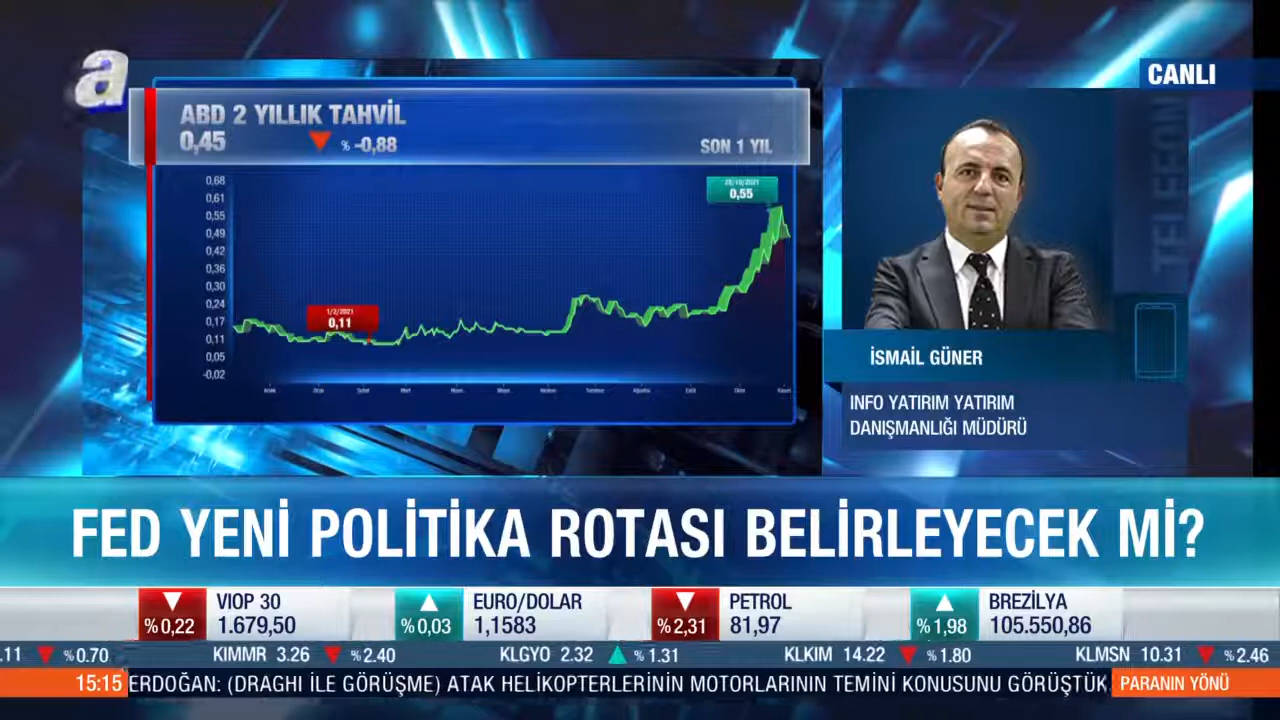 a
CANLI
ABD 2 YILLIK TAHVİL
0,45 % -0,88 SON 1 YIL
0,68
0,61
0,55
0,49
0,42
0,36
0,30
0,24
0,17
0,11
0,05
-0,02
0,55
1/2/2021
0,11
TELEFON
İSMAİL GÜNER
INFO YATIRIM YATIRIM
DANIŞMANLIĞI MÜDÜRÜ
FED YENİ POLİTİKA ROTASI BELİRLEYECEK Mİ?
%0,22 VIOP 30 1.679,50
%0,03 EURO/DOLAR 1,1583
%2,31 PETROL 81,97
%1,98 BREZİLYA 105.550,86
.11 %0.70 KIMMR 3.26 %2.40 KLGYO 2.32 %1.31 KLKIM 14.22 %1.80 KLMSN 10.31 %2.46
15:15 ERDOĞAN: (DRAGHI İLE GÖRÜŞME) ATAK HELİKOPTERLERİNİN MOTORLARININ TEMİNİ KONUSUNU GÖRÜŞTÜK PARANIN YÖNÜ